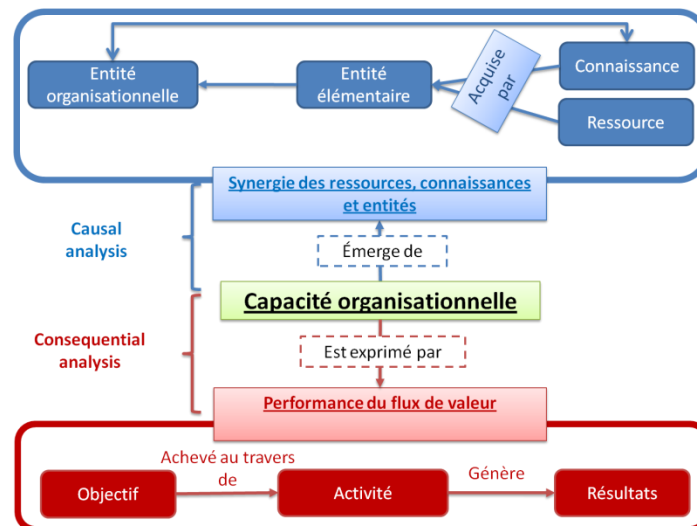 Entité
organisationnelle
Entité
élémentaire
Acquise
par
Connaissance
Ressource
Synergie des ressources, connaissances
et entités
Causal
analysis
Émerge de
Capacité organisationnelle
Consequential
analysis
Est exprimé par
Performance du flux de valeur
Objectif
Achevé au travers
de
Activité
Génère
Résultats